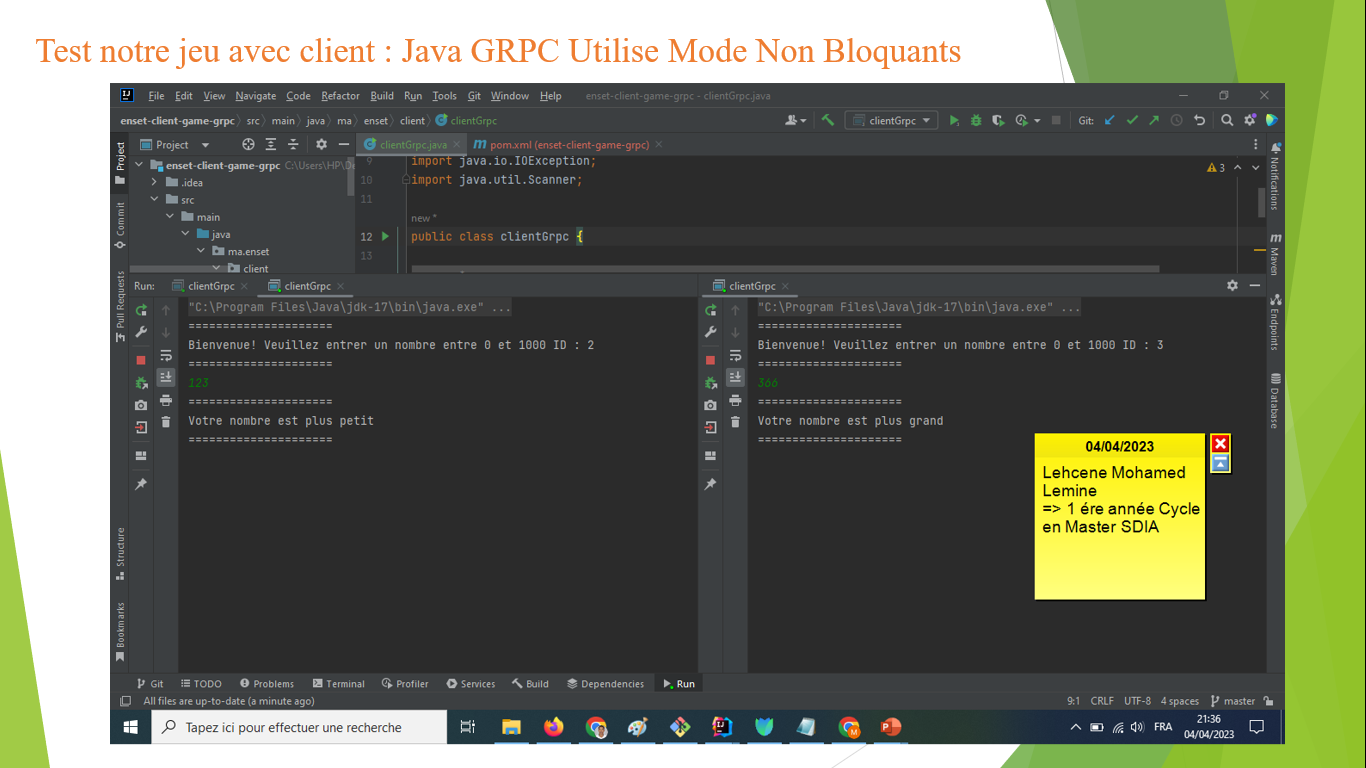 Test notre jeu avec client : Java GRPC Utilise Mode Non Bloquants
File Edit View Navigate Code Refactor Build Run Tools Git Window Help enset-client-game-grpc - clientGrpc.java
enset-client-game-grpc src main java ma enset client clientGrpc
clientGrpc
Git:
Project
clientGrpc.java
pom.xml (enset-client-game-grpc)
enset-client-game-grpc C:\Users\HP\De
.idea
src
main
java
ma.enset
client
9 import java.io.IOException;
10 import java.util.Scanner;
11
new *
12 public class clientGrpc {
13
3
Project
Commit
Pull Requests
Structure
Bookmarks
Notifications
Maven
Endpoints
Database
Run: clientGrpc clientGrpc
"C:\Program Files\Java\jdk-17\bin\java.exe" ...
=====================
Bienvenue! Veuillez entrer un nombre entre 0 et 1000 ID : 2
=====================
123
=====================
Votre nombre est plus petit
=====================
clientGrpc
"C:\Program Files\Java\jdk-17\bin\java.exe" ...
=====================
Bienvenue! Veuillez entrer un nombre entre 0 et 1000 ID : 3
=====================
366
=====================
Votre nombre est plus grand
=====================
04/04/2023
Lehcene Mohamed
Lemine
=> 1 ére année Cycle
en Master SDIA
Git TODO Problems Terminal Profiler Services Build Dependencies Run
All files are up-to-date (a minute ago)
9:1 CRLF UTF-8 4 spaces master
Tapez ici pour effectuer une recherche
FRA
21:36
04/04/2023